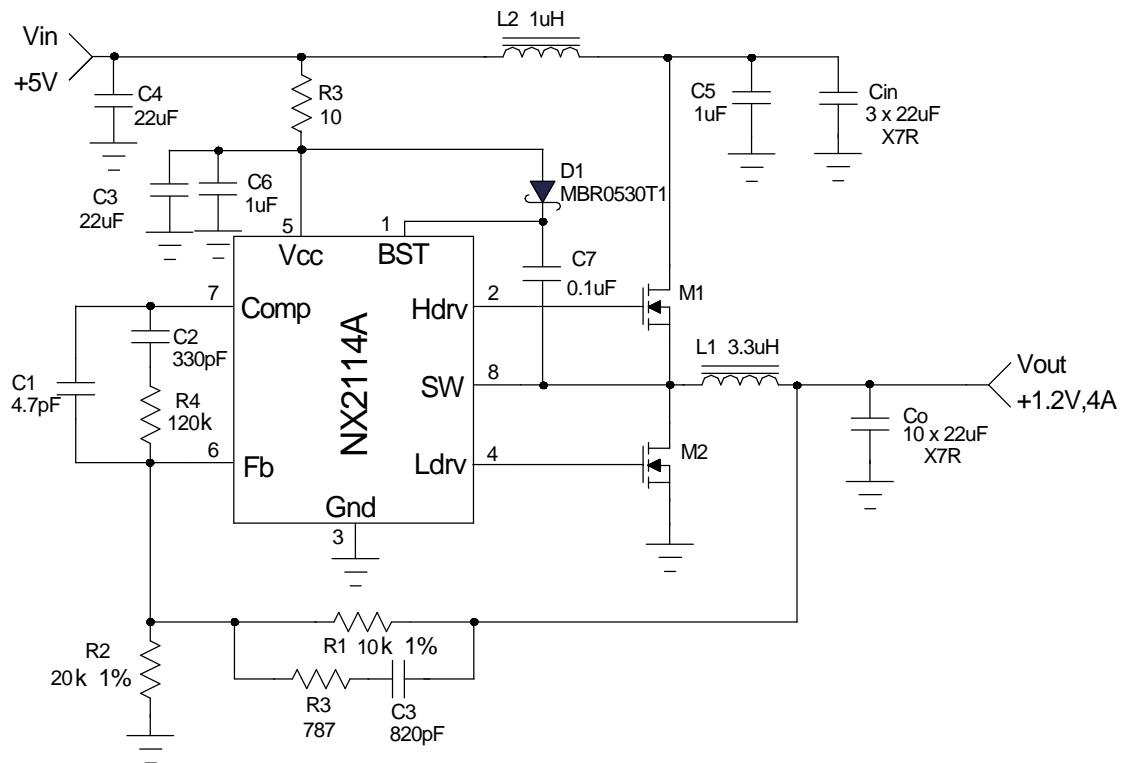 L2 1uH
Vin
+5V
C4
22uF
R3
10
C5
1uF
Cin
3 x 22uF
X7R
D1
MBR0530T1
C3
22uF
C6
1uF
5
1
Vcc
BST
C7
0.1uF
7
Comp
2
Hdrv
M1
C2
330pF
C1
4.7pF
R4
120k
NX2114A
8
SW
L1 3.3uH
Vout
+1.2V,4A
Co
10 x 22uF
X7R
6
Fb
4
Ldrv
M2
Gnd
3
R1 10k 1%
R2
20k 1%
R3
787
C3
820pF